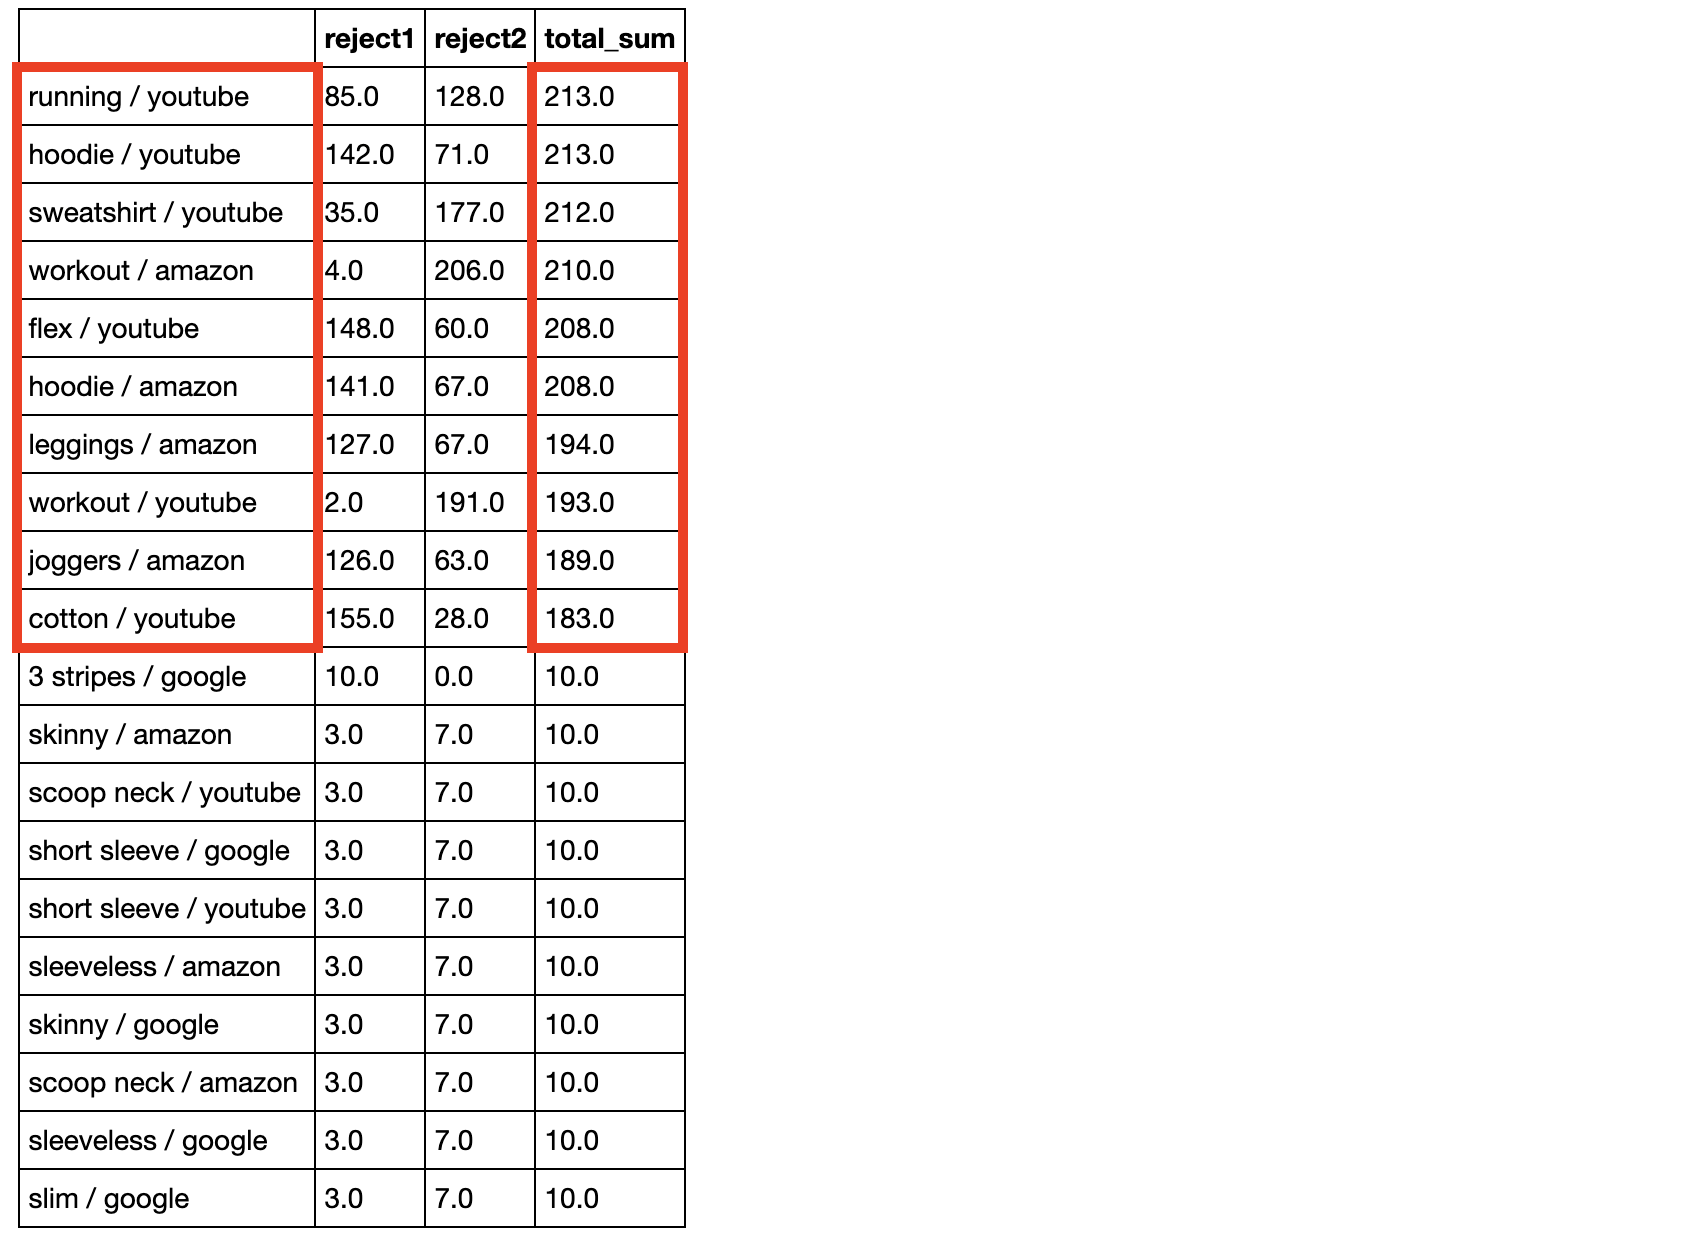 reject1 reject2 total_sum
running / youtube 85.0 128.0 213.0
hoodie / youtube 142.0 71.0 213.0
sweatshirt / youtube 35.0 177.0 212.0
workout / amazon 4.0 206.0 210.0
flex / youtube 148.0 60.0 208.0
hoodie / amazon 141.0 67.0 208.0
leggings / amazon 127.0 67.0 194.0
workout / youtube 2.0 191.0 193.0
joggers / amazon 126.0 63.0 189.0
cotton / youtube 155.0 28.0 183.0
3 stripes / google 10.0 0.0 10.0
skinny / amazon 3.0 7.0 10.0
scoop neck / youtube 3.0 7.0 10.0
short sleeve / google 3.0 7.0 10.0
short sleeve / youtube 3.0 7.0 10.0
sleeveless / amazon 3.0 7.0 10.0
skinny / google 3.0 7.0 10.0
scoop neck / amazon 3.0 7.0 10.0
sleeveless / google 3.0 7.0 10.0
slim / google 3.0 7.0 10.0